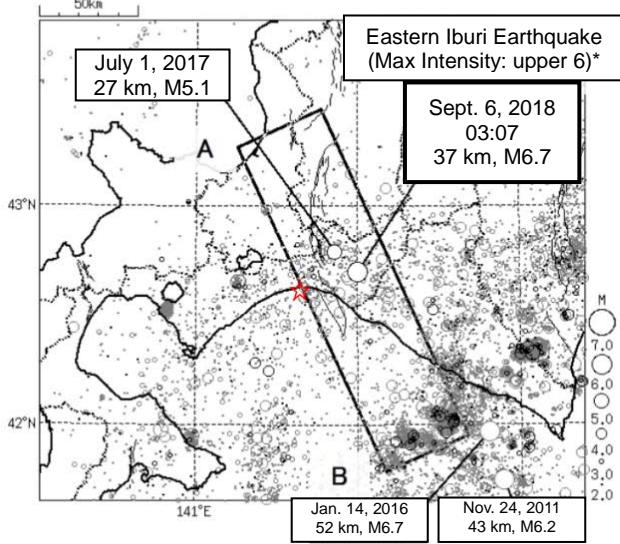 50km
Eastern Iburi Earthquake
(Max Intensity: upper 6)*
July 1, 2017
27 km, M5.1
Sept. 6, 2018
03:07
37 km, M6.7
A
43°N
M
7.0
6.0
5.0
4.0
3.0
2.0
42°N
B
141°E
Jan. 14, 2016
52 km, M6.7
Nov. 24, 2011
43 km, M6.2